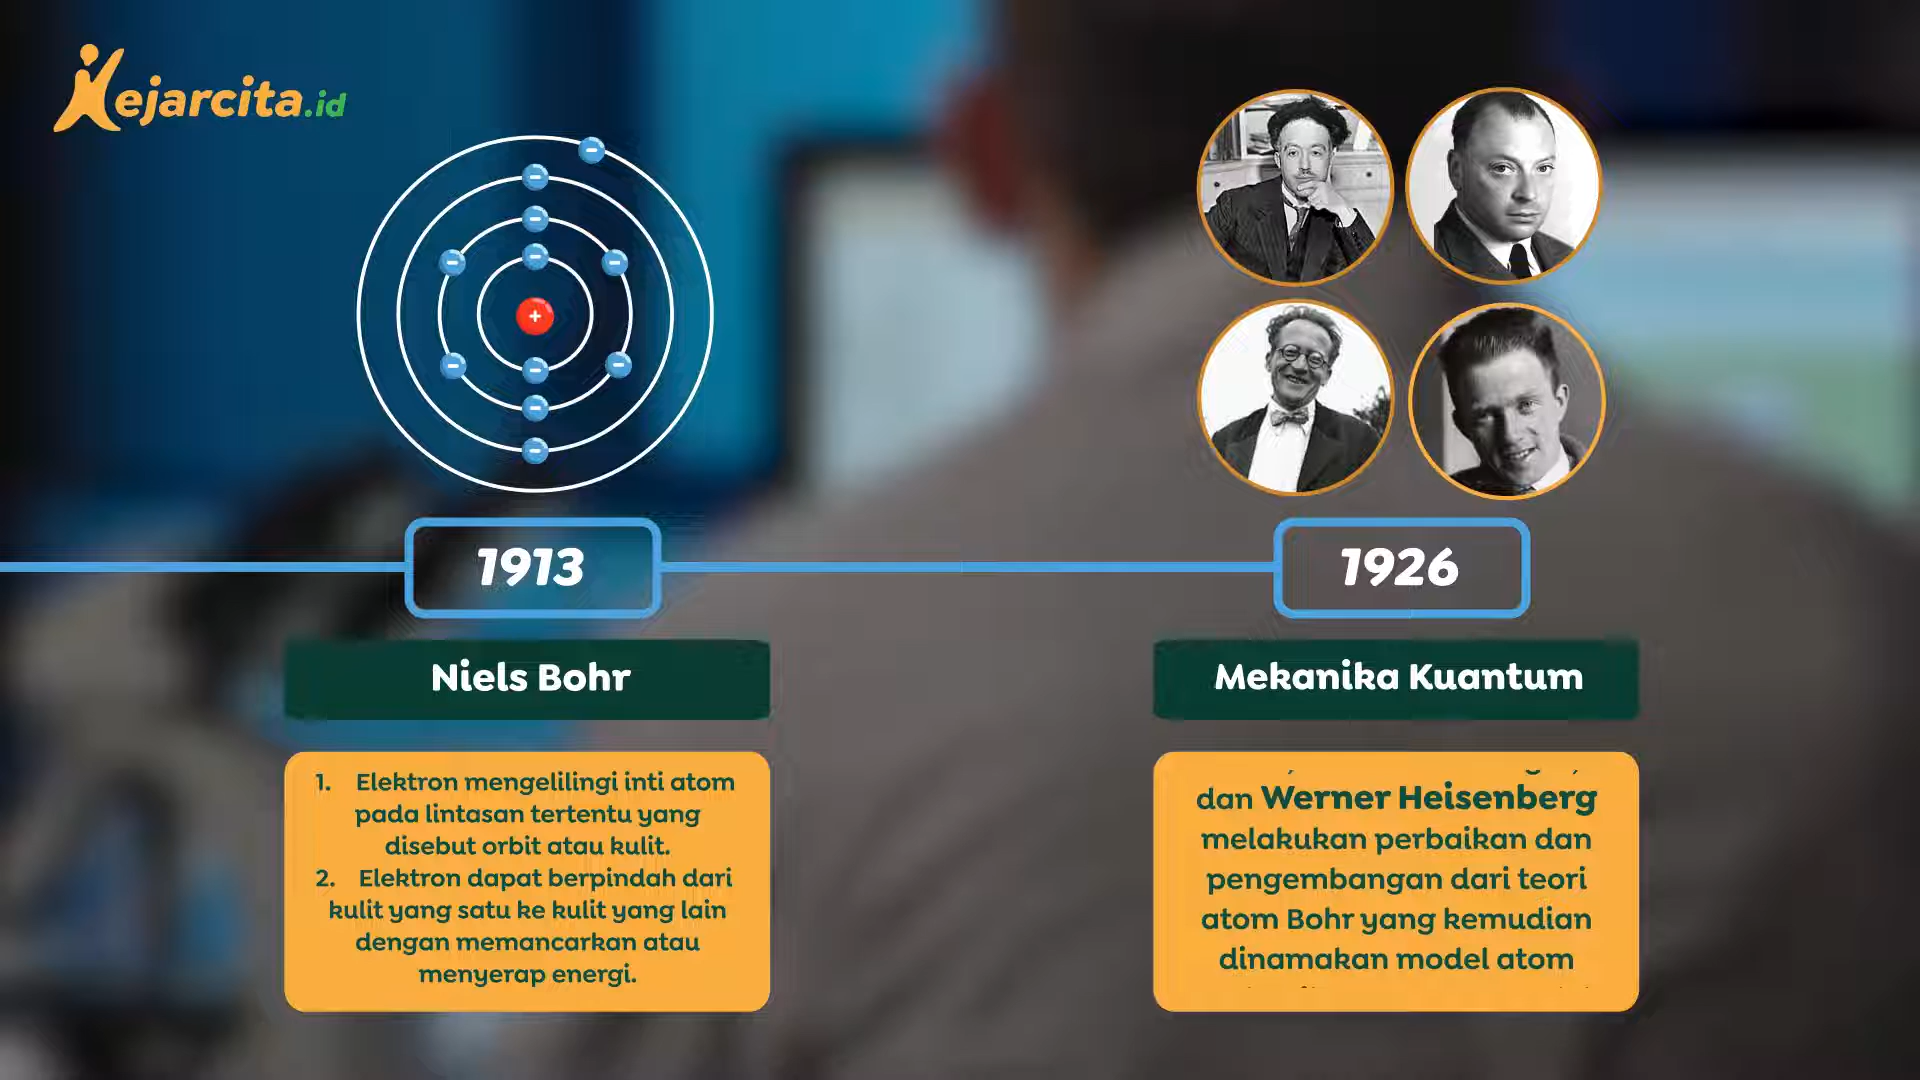 Kejarcita.id
1913
Niels Bohr
1. Elektron mengelilingi inti atom
pada lintasan tertentu yang
disebut orbit atau kulit.
2. Elektron dapat berpindah dari
kulit yang satu ke kulit yang lain
dengan memancarkan atau
menyerap energi.
1926
Mekanika Kuantum
dan Werner Heisenberg
melakukan perbaikan dan
pengembangan dari teori
atom Bohr yang kemudian
dinamakan model atom